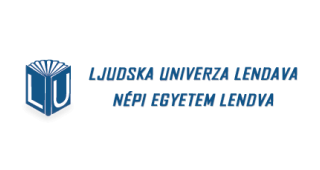 LU
LJUDSKA UNIVERZA LENDAVA
NÉPI EGYETEM LENDVA